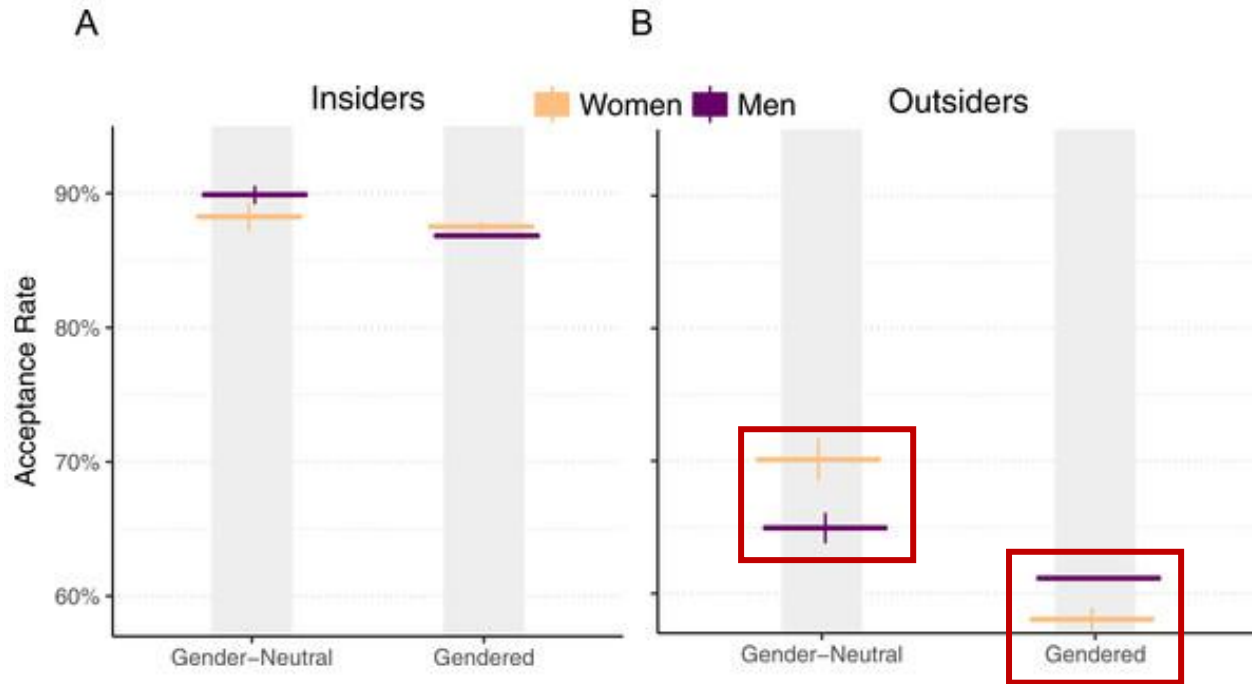 A
B
Insiders
Women
Men
Outsiders
Acceptance Rate
90%
80%
70%
60%
Gender–Neutral
Gendered
Gender–Neutral
Gendered